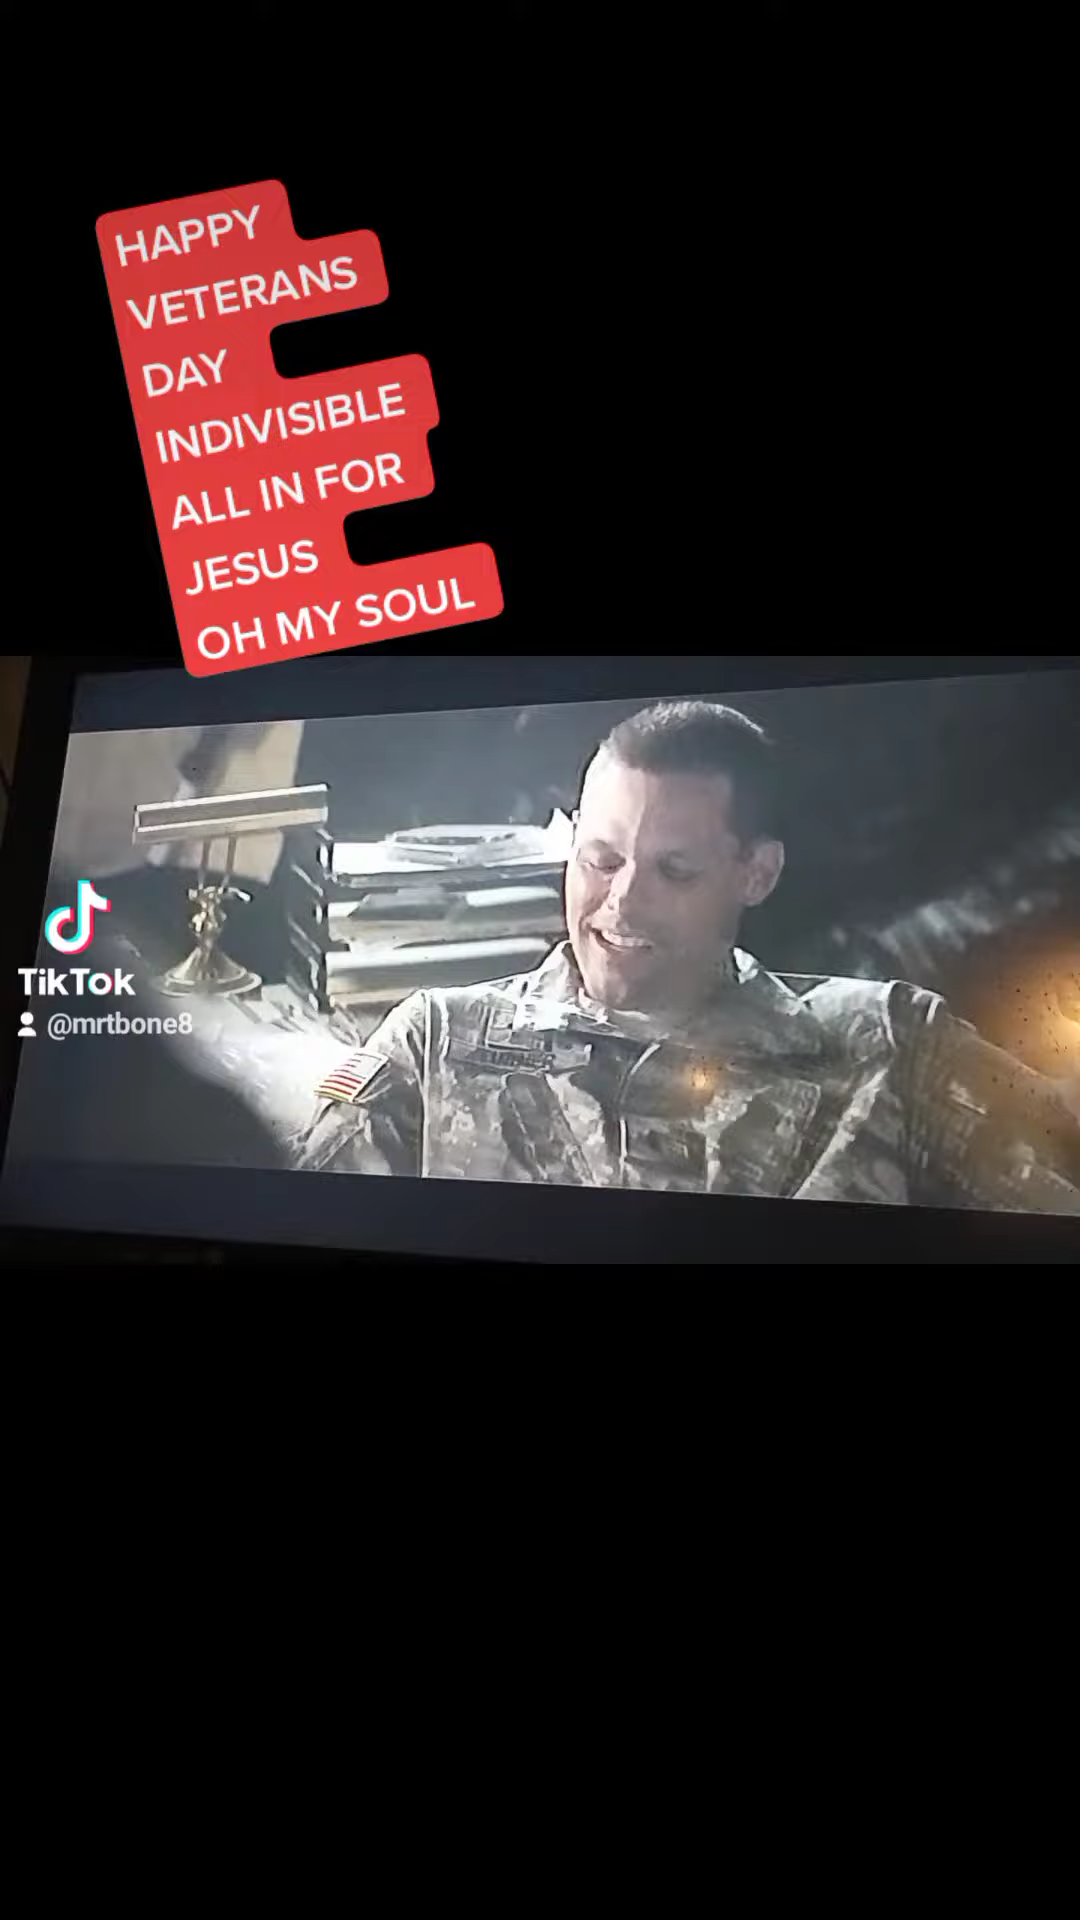 HAPPY
VETERANS
DAY
INDIVISIBLE
ALL IN FOR
JESUS
OH MY SOUL
TikTok
@mrtbone8